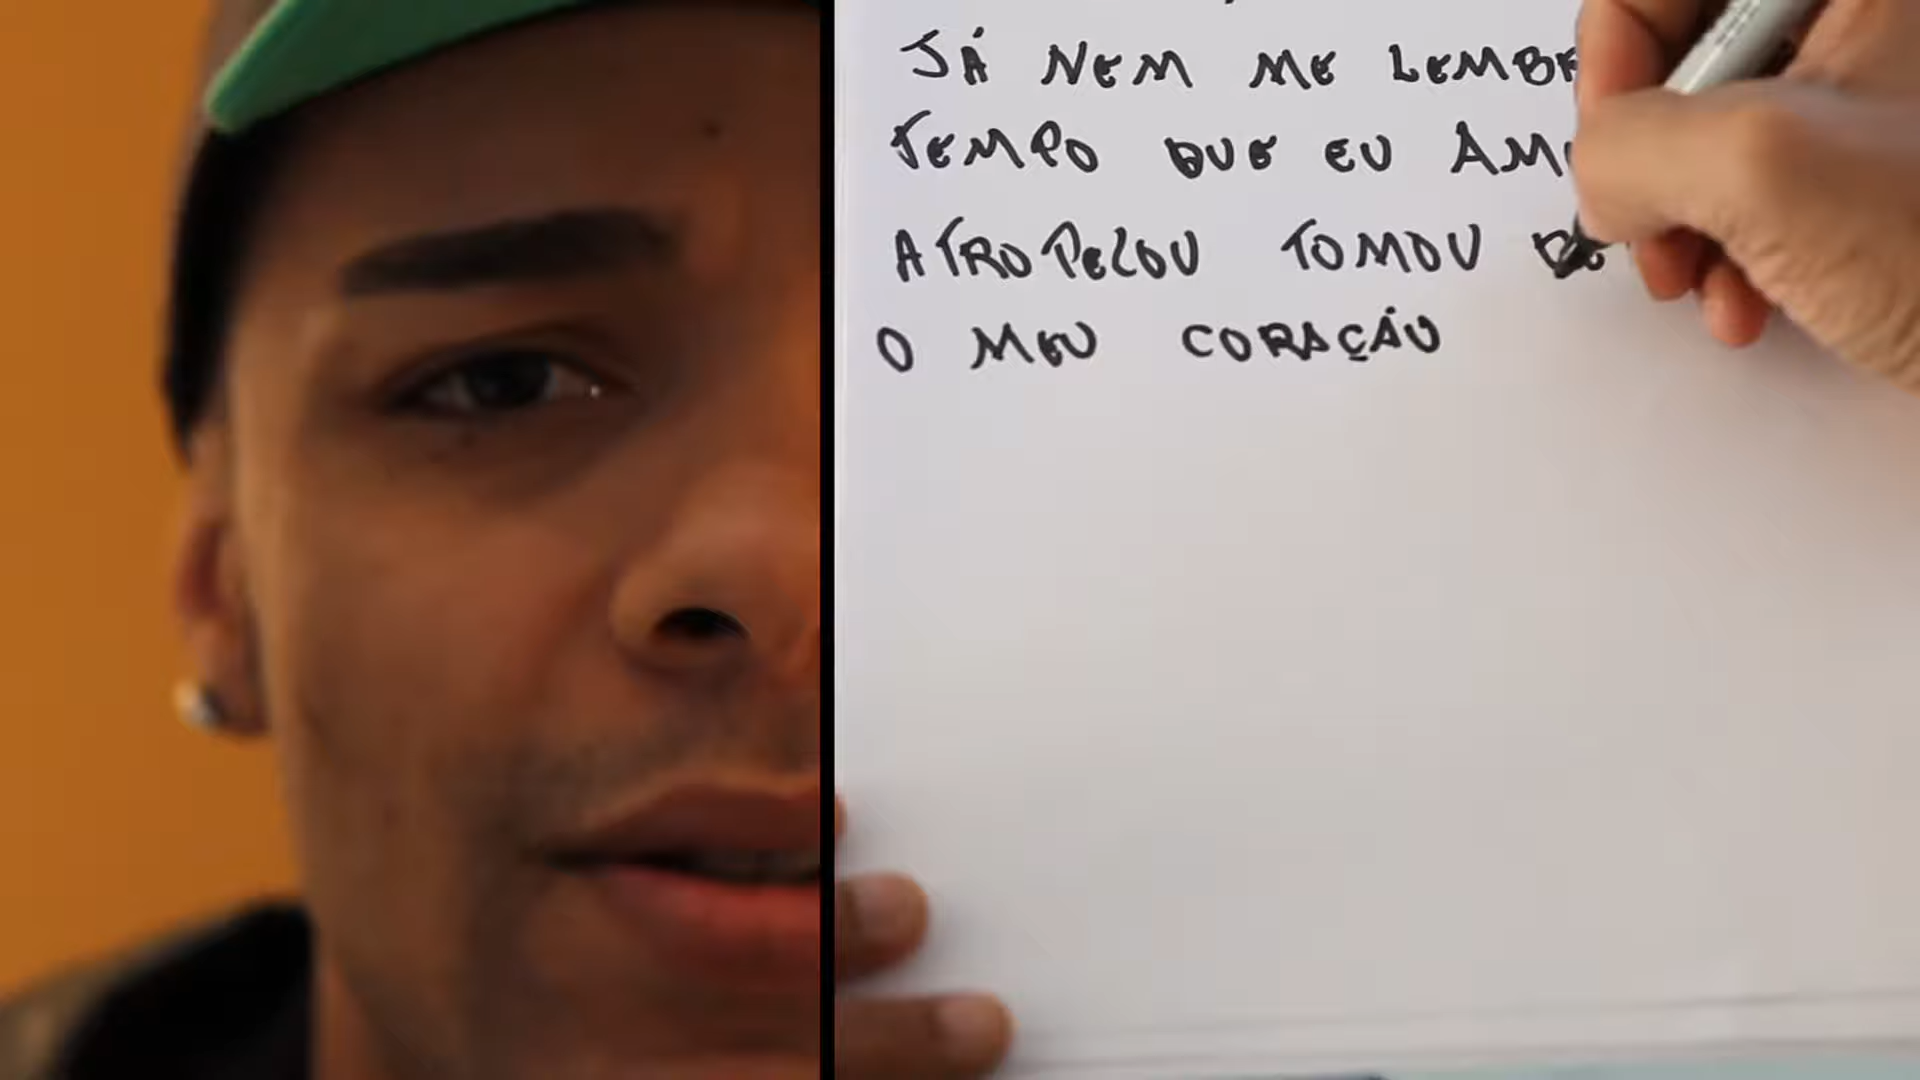 JÁ NEM ME LEMBR
TEMPO QUE EU AM
ATROPELOU TOMOU
O MEU CORAÇÃO